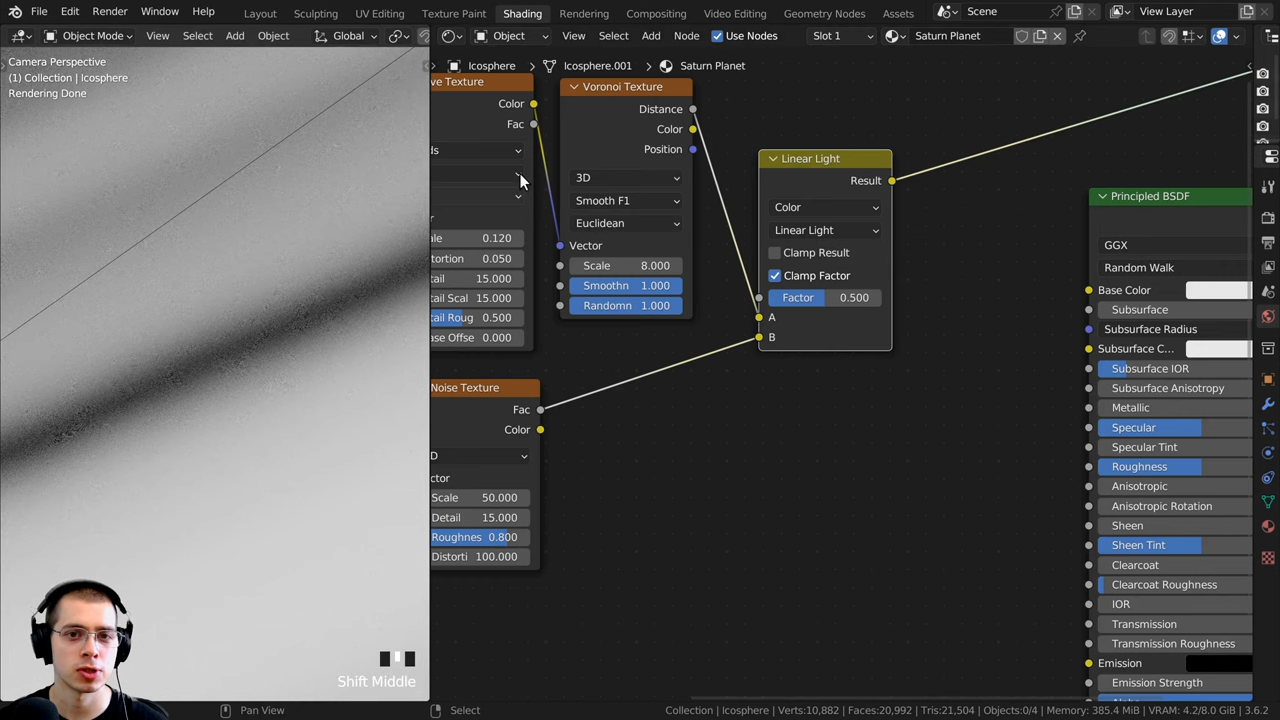 File Edit Render Window Help Layout Sculpting UV Editing Texture Paint Shading Rendering Compositing Video Editing Geometry Nodes Assets Scene View Layer
Object Mode View Select Add Object Global Object View Select Add Node Use Nodes Slot 1 Saturn Planet
Camera Perspective
(1) Collection | Icosphere
Rendering Done
Icosphere Icosphere.001 Saturn Planet
ve Texture
Color
Fac
ds
ale 0.120
tortion 0.050
tail 15.000
tail Scal 15.000
tail Roug 0.500
ase Offse 0.000
Voronoi Texture
Distance
Color
Position
3D
Smooth F1
Euclidean
Vector
Scale 8.000
Smoothn 1.000
Randomn 1.000
Noise Texture
Fac
Color
D
ctor
Scale 50.000
Detail 15.000
Roughnes 0.800
Distorti 100.000
Linear Light
Result
Color
Linear Light
Clamp Result
Clamp Factor
Factor 0.500
A
B
Principled BSDF
GGX
Random Walk
Base Color
Subsurface
Subsurface Radius
Subsurface C...
Subsurface IOR
Subsurface Anisotropy
Metallic
Specular
Specular Tint
Roughness
Anisotropic
Anisotropic Rotation
Sheen
Sheen Tint
Clearcoat
Clearcoat Roughness
IOR
Transmission
Transmission Roughness
Emission
Emission Strength
Shift Middle
Pan View Select Collection | Icosphere | Verts:10,882 | Faces:20,992 | Tris:21,504 | Objects:0/4 | Memory: 385.4 MiB | VRAM: 4.2/8.0 GiB | 3.6.2